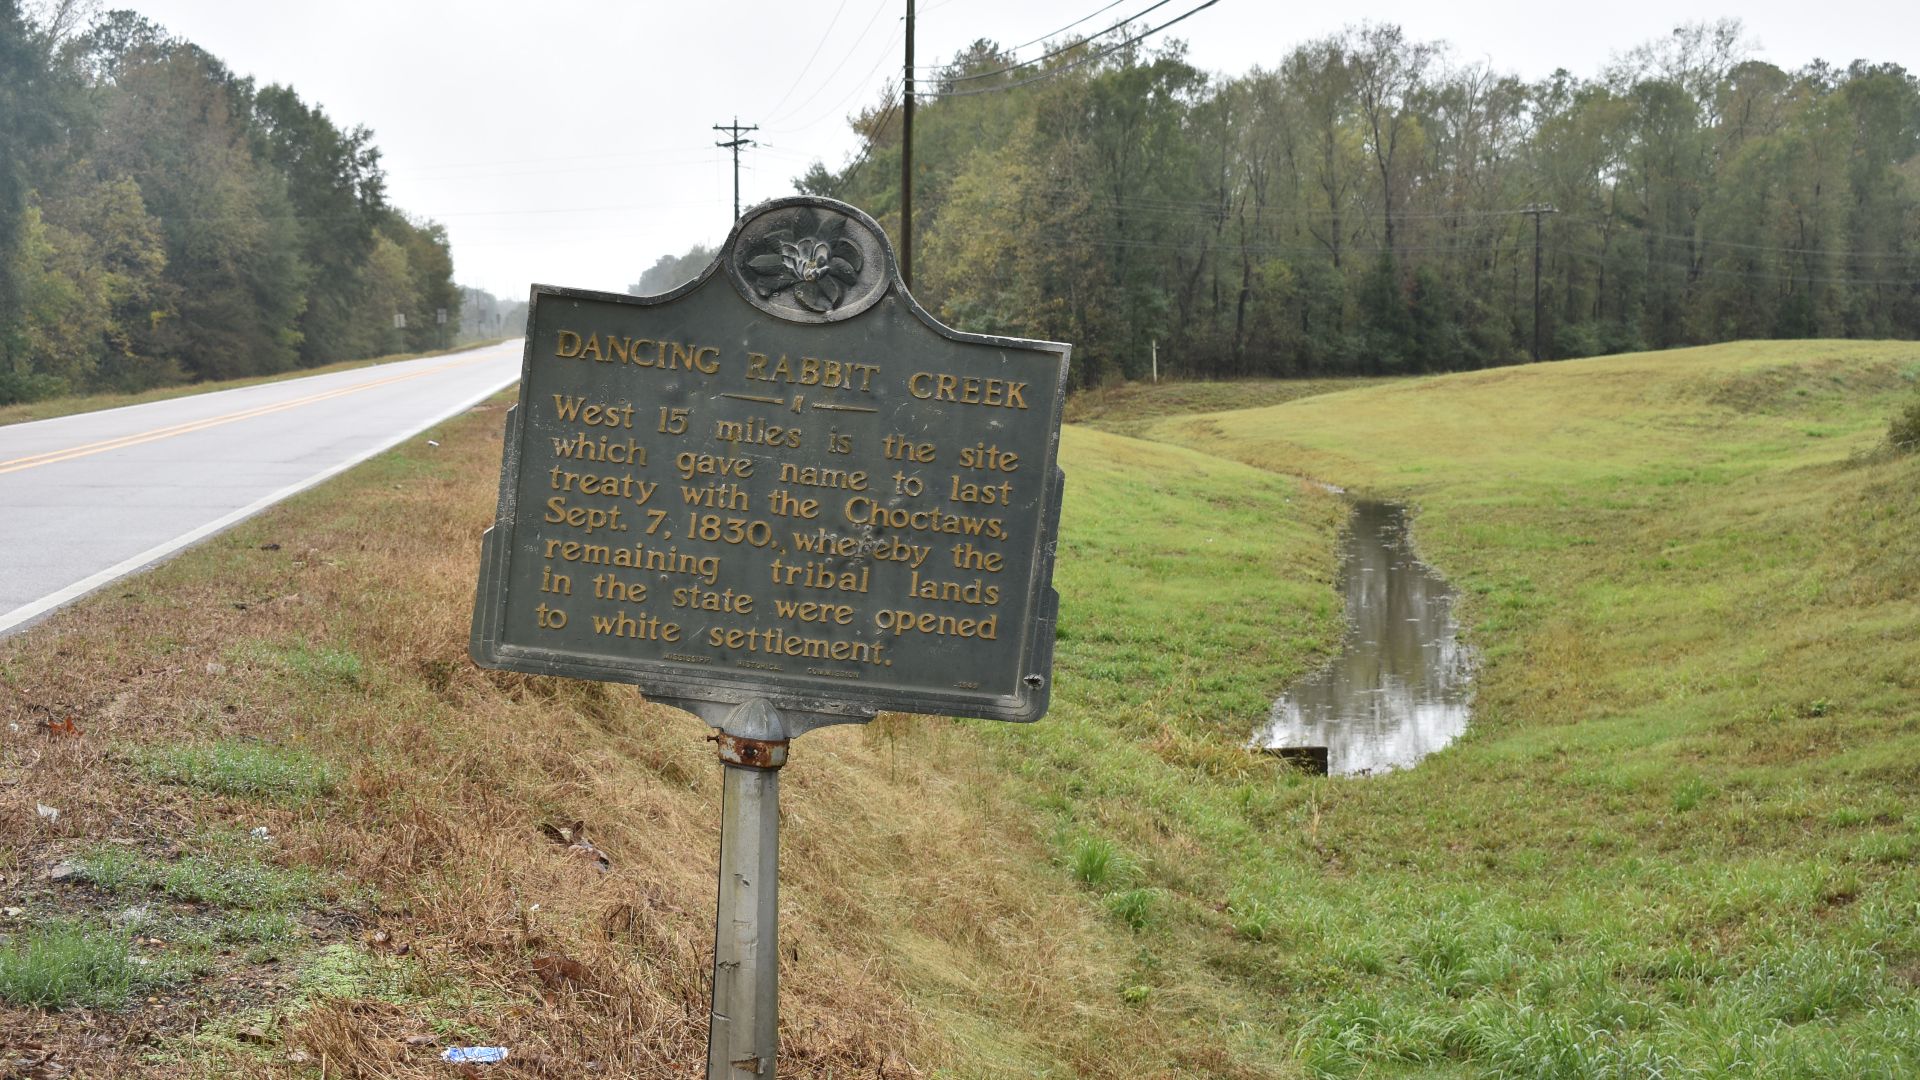 DANCING RABBIT CREEK
West 15 miles is the site
which gave name to last
treaty with the Choctaws,
Sept. 7, 1830, whereby the
remaining tribal lands
in the state were opened
to white settlement.
MISSISSIPPI HISTORICAL COMMISSION